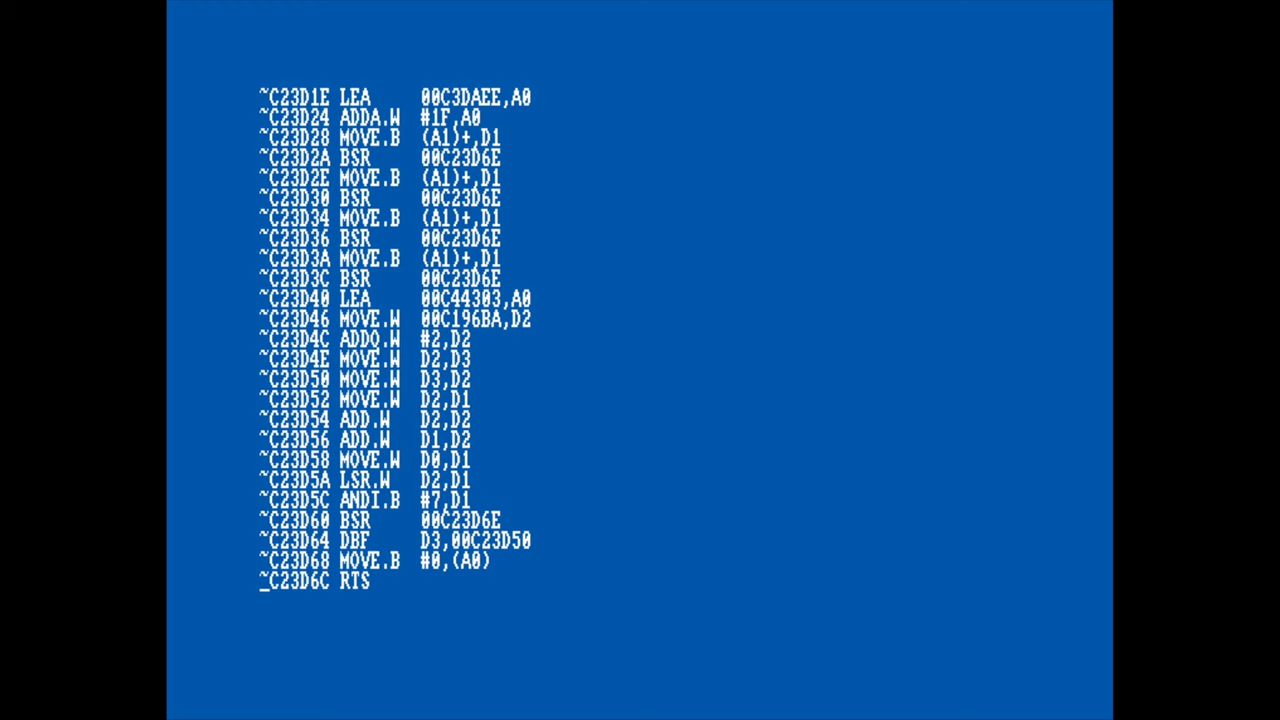 ~C23D1E LEA     00C3DAEE,A0
~C23D24 ADDA.W  #1F,A0
~C23D28 MOVE.B  (A1)+,D1
~C23D2A BSR     00C23D6E
~C23D2E MOVE.B  (A1)+,D1
~C23D30 BSR     00C23D6E
~C23D34 MOVE.B  (A1)+,D1
~C23D36 BSR     00C23D6E
~C23D3A MOVE.B  (A1)+,D1
~C23D3C BSR     00C23D6E
~C23D40 LEA     00C44303,A0
~C23D46 MOVE.W  00C196BA,D2
~C23D4C ADDQ.W  #2,D2
~C23D4E MOVE.W  D2,D3
~C23D50 MOVE.W  D3,D2
~C23D52 MOVE.W  D2,D1
~C23D54 ADD.W   D2,D2
~C23D56 ADD.W   D1,D2
~C23D58 MOVE.W  D0,D1
~C23D5A LSR.W   D2,D1
~C23D5C ANDI.B  #7,D1
~C23D60 BSR     00C23D6E
~C23D64 DBF     D3,00C23D50
~C23D68 MOVE.B  #0,(A0)
~C23D6C RTS